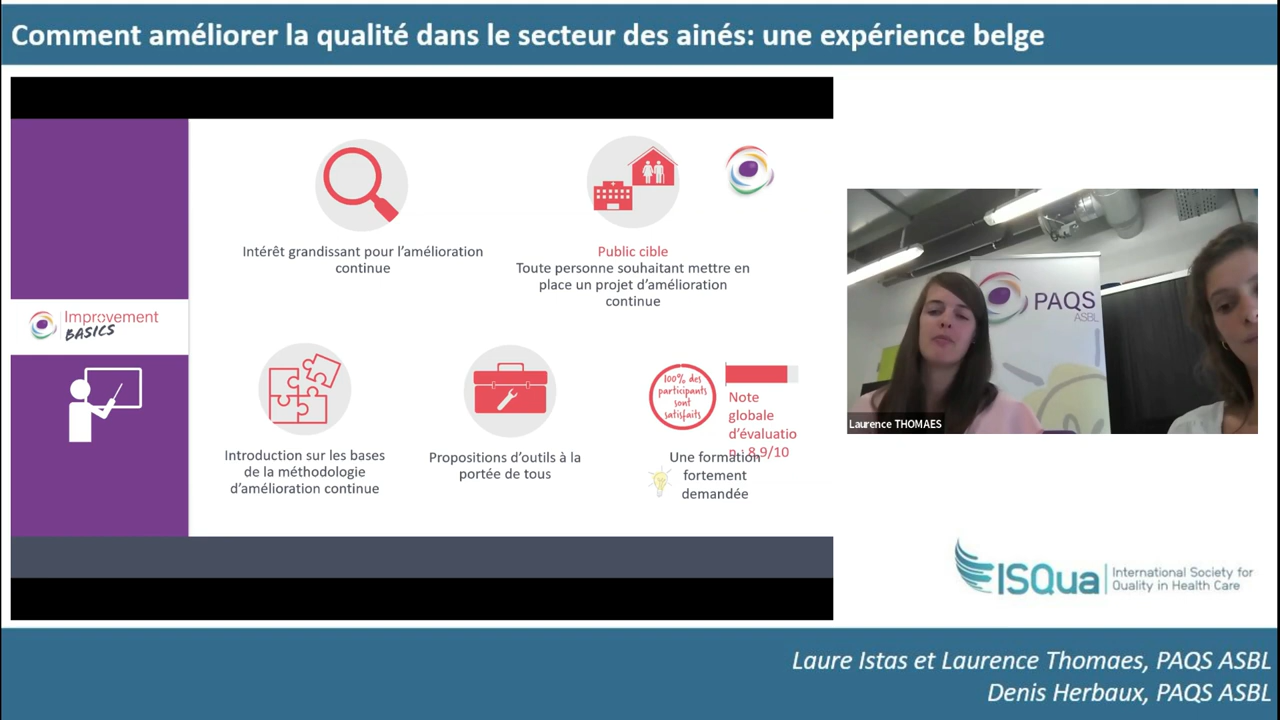 Comment améliorer la qualité dans le secteur des ainés: une expérience belge
Intérêt grandissant pour l'amélioration
continue
Public cible
Toute personne souhaitant mettre en
place un projet d'amélioration
continue
Improvement
BASICS
Introduction sur les bases
de la méthodologie
d'amélioration continue
Propositions d'outils à la
portée de tous
100% des
participants
sont
satisfaits
Note
globale
d'évaluatio
n : 8,9/10
Une formation
fortement
demandée
PAQS
ASBL
Laurence THOMAES
ISQua
International Society for
Quality in Health Care
Laure Istas et Laurence Thomaes, PAQS ASBL
Denis Herbaux, PAQS ASBL